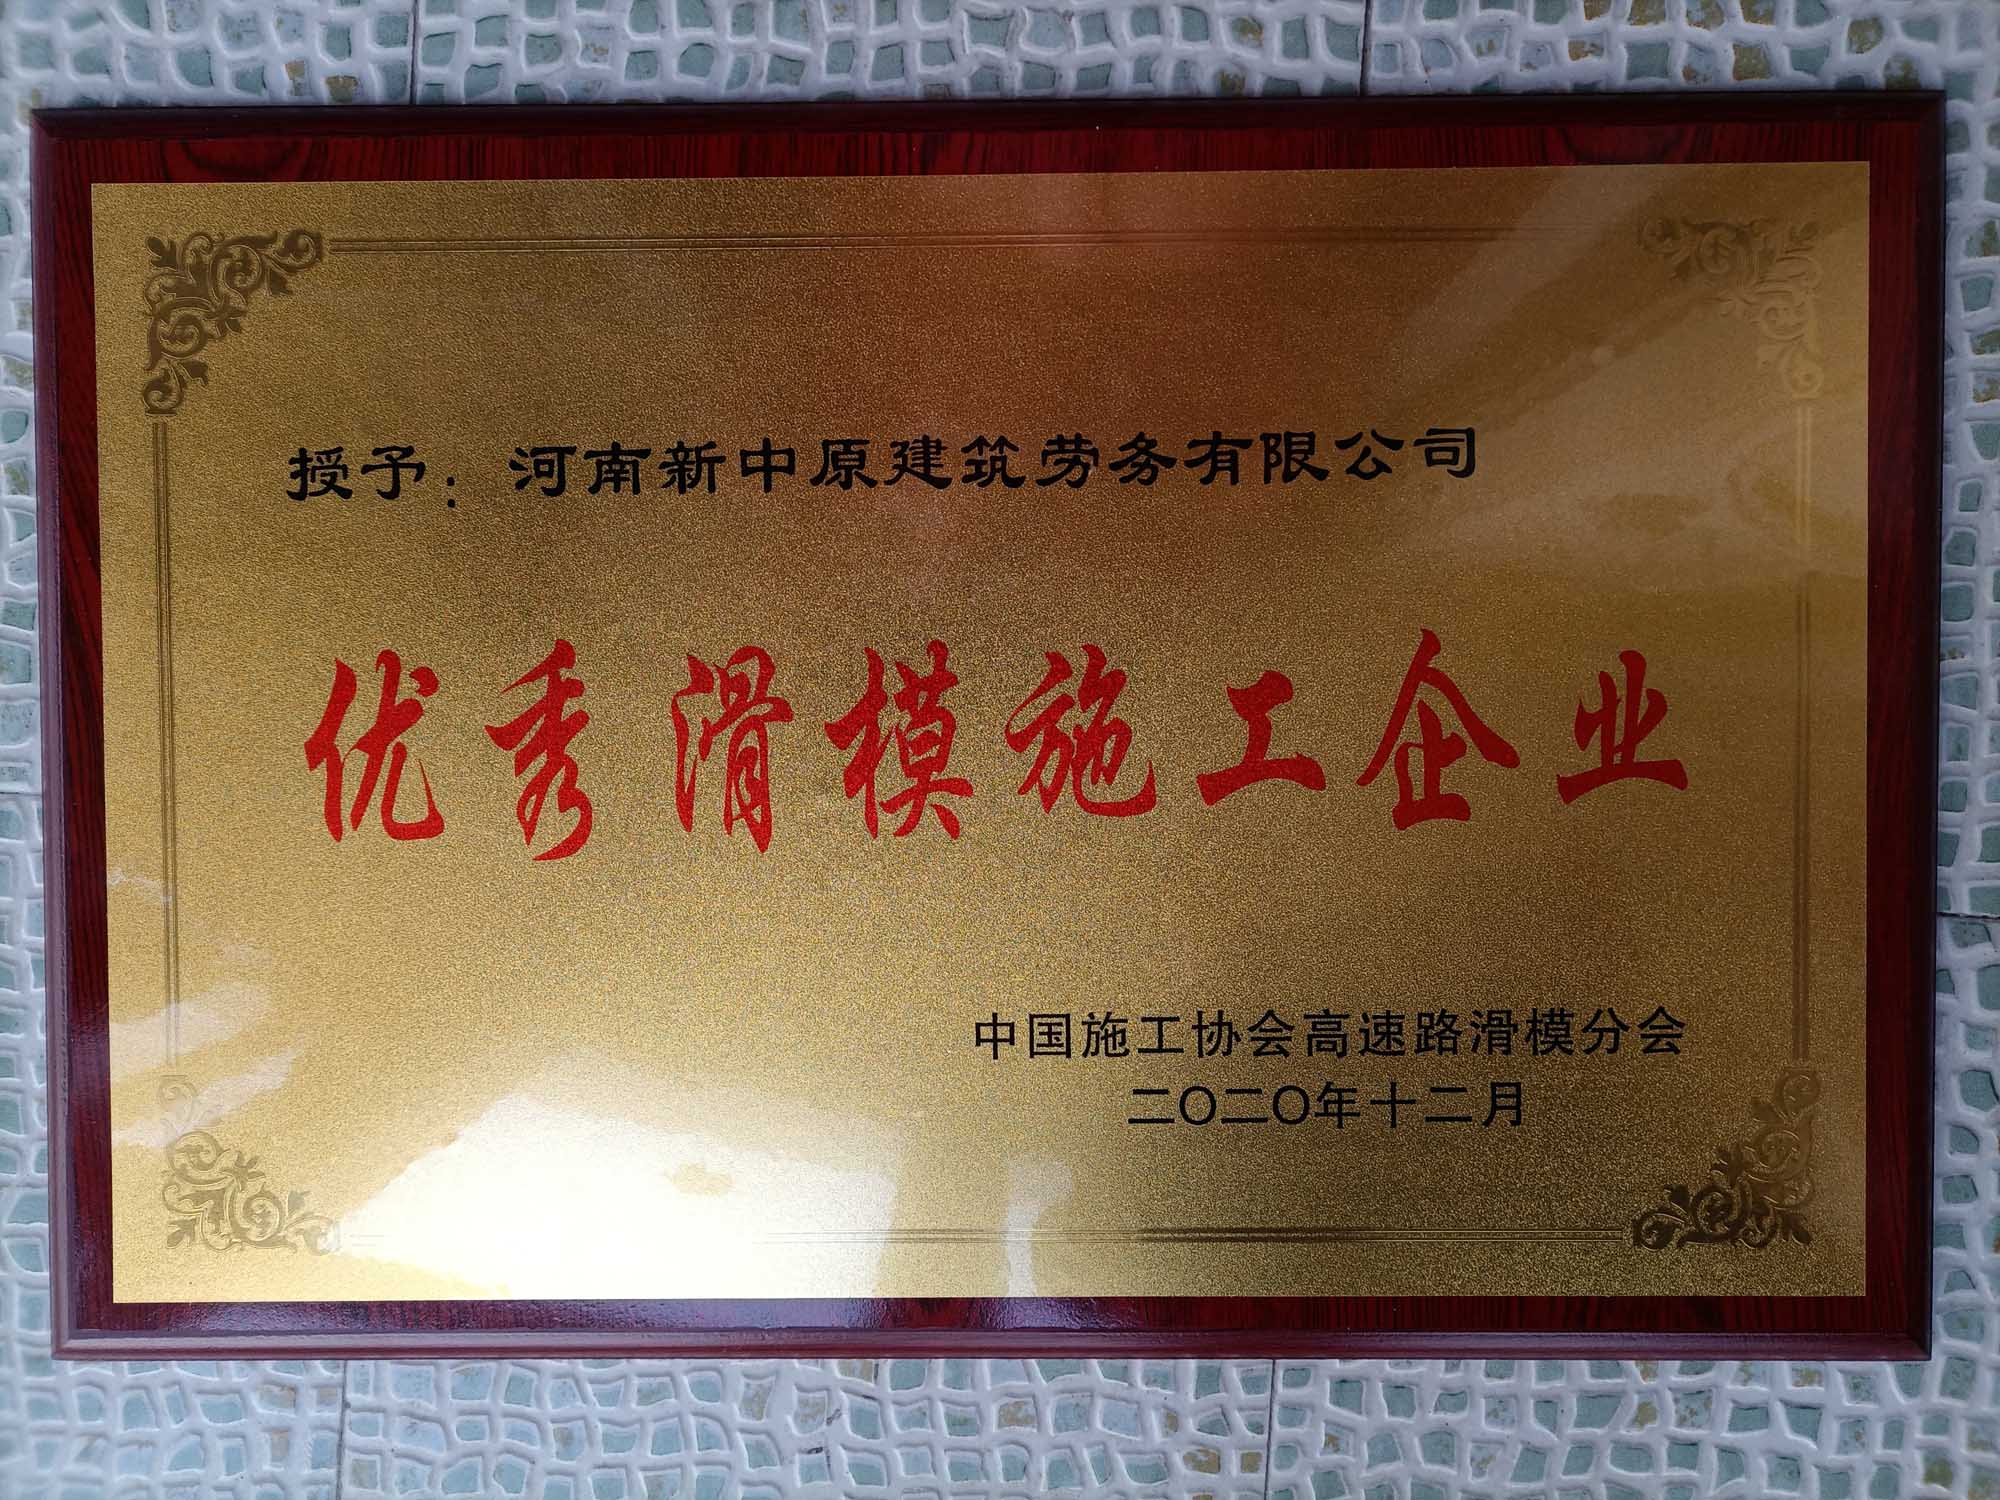 授予：河南新中原建筑劳务有限公司
优秀滑模施工企业
中国施工协会高速路滑模分会
二〇二〇年十二月